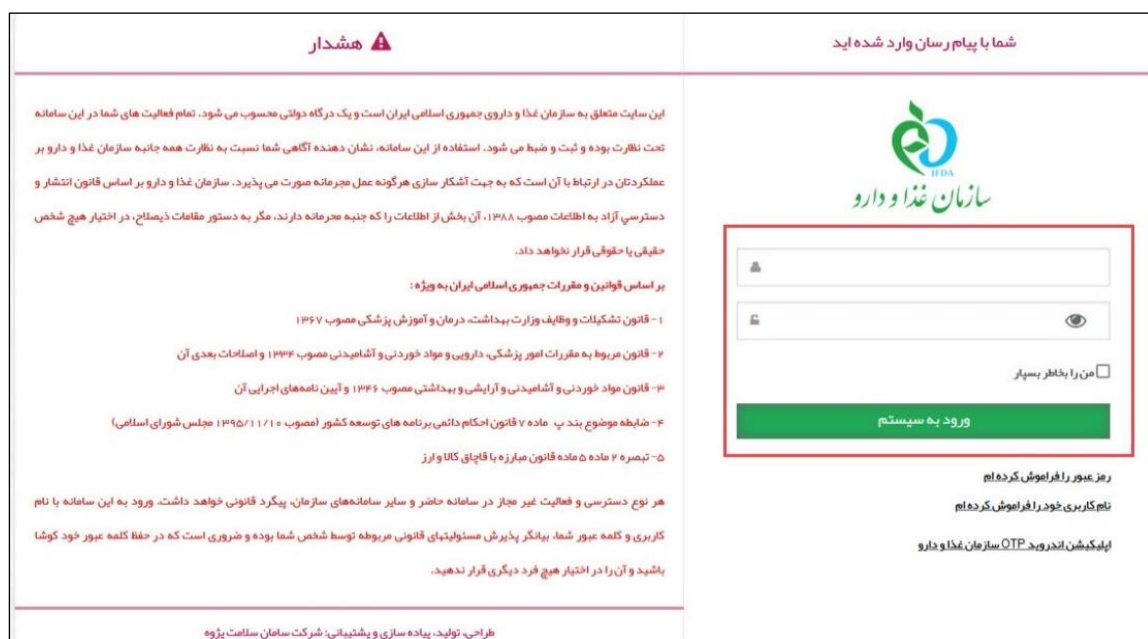 شما با پیام رسان وارد شده اید
IFDA
سازمان غذا و دارو
من را بخاطر بسپار
ورود به سیستم
رمز عبور را فراموش کرده ام
نام کاربری خود را فراموش کرده ام
اپلیکیشن اندروید OTP سازمان غذا و دارو
هشدار
این سایت متعلق به سازمان غذا و داروی جمهوری اسلامی ایران است و یک درگاه دولتی محسوب می شود. تمام فعالیت های شما در این سامانه
تحت نظارت بوده و ثبت و ضبط می شود. استفاده از این سامانه، نشان دهنده آگاهی شما نسبت به نظارت همه جانبه سازمان غذا و دارو بر
عملکردتان در ارتباط با آن است که به جهت آشکار سازی هرگونه عمل مجرمانه صورت می پذیرد. سازمان غذا و دارو بر اساس قانون انتشار و
دسترسي آزاد به اطلاعات مصوب ۱۳۸۸، آن بخش از اطلاعات را که جنبه محرمانه دارند، مگر به دستور مقامات ذیصلاح، در اختیار هیچ شخص
حقیقی یا حقوقی قرار نخواهد داد.
بر اساس قوانین و مقررات جمهوری اسلامی ایران به ویژه :
۱- قانون تشکیلات و وظایف وزارت بهداشت، درمان و آموزش پزشکی مصوب ۱۳۶۷
۲- قانون مربوط به مقررات امور پزشکی، دارویی و مواد خوردنی و آشامیدنی مصوب ۱۳۳۴ و اصلاحات بعدی آن
۳- قانون مواد خوردنی و آشامیدنی و آرایشی و بهداشتی مصوب ۱۳۴۶ و آیین نامه‌های اجرایی آن
۴- ضابطه موضوع بند پ ماده ۷ قانون احکام دائمی برنامه های توسعه کشور (مصوب ۱۳۹۵/۱۱/۱۰ مجلس شورای اسلامی)
۵- تبصره ۲ ماده ۵ ماده قانون مبارزه با قاچاق کالا و ارز
هر نوع دسترسی و فعالیت غیر مجاز در سامانه حاضر و سایر سامانه‌های سازمان، پیگرد قانونی خواهد داشت. ورود به این سامانه با نام
کاربری و کلمه عبور شما، بیانگر پذیرش مسئولیتهای قانونی مربوطه توسط شخص شما بوده و ضروری است که در حفظ کلمه عبور خود کوشا
باشید و آن را در اختیار هیچ فرد دیگری قرار ندهید.
طراحی، تولید، پیاده سازی و پشتیبانی: شرکت سامان سلامت پژوه